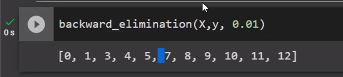 0s
backward_elimination(X,y, 0.01)
[0, 1, 3, 4, 5, 7, 8, 9, 10, 11, 12]